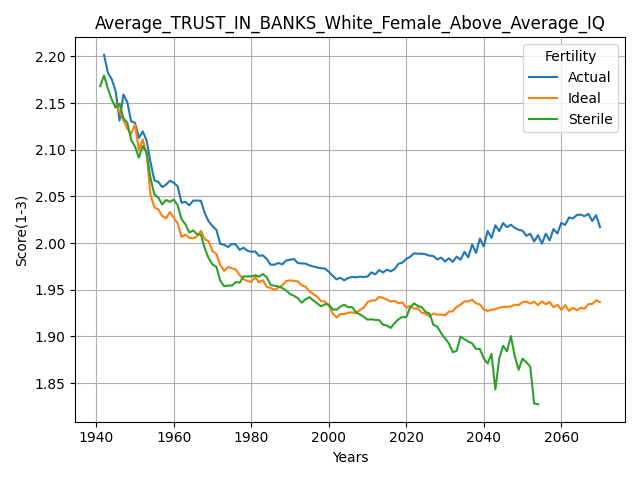 Average_TRUST_IN_BANKS_White_Female_Above_Average_IQ
Fertility
Actual
Ideal
Sterile
Score(1-3)
2.20
2.15
2.10
2.05
2.00
1.95
1.90
1.85
1940 1960 1980 2000 2020 2040 2060
Years